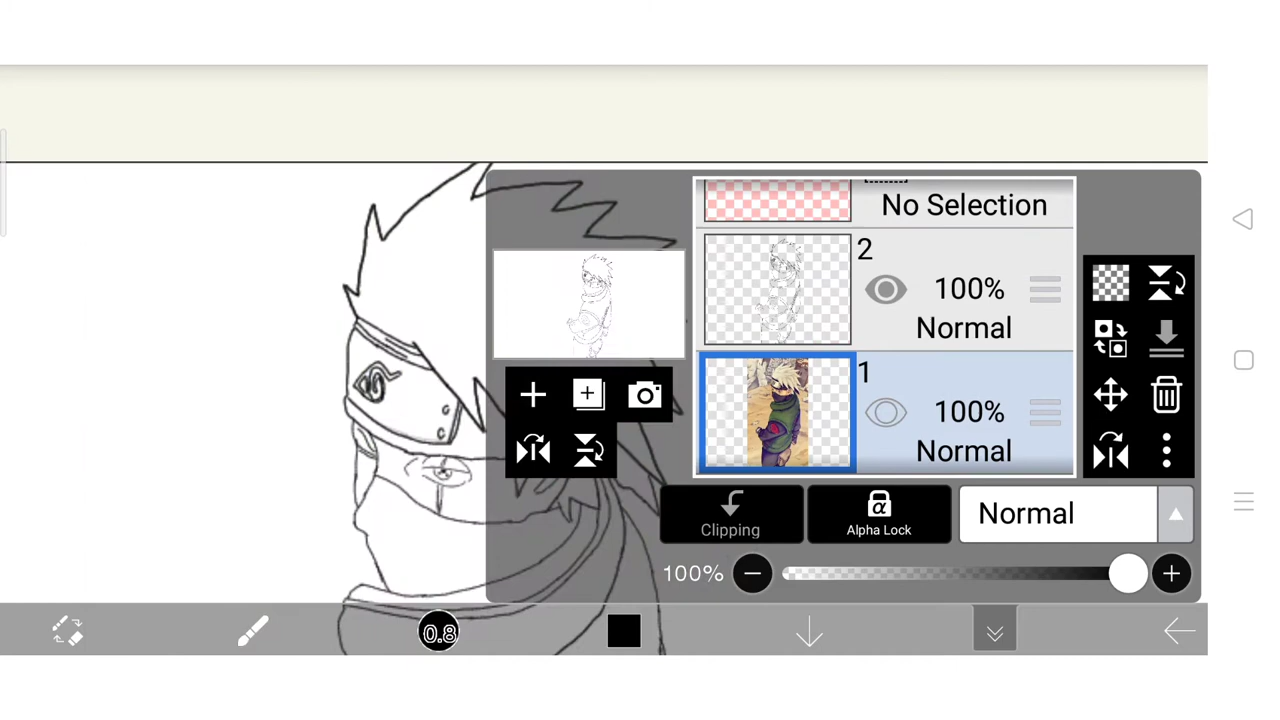 No Selection
2
100%
Normal
1
100%
Normal
Clipping
α
Alpha Lock
Normal
100%
0.8